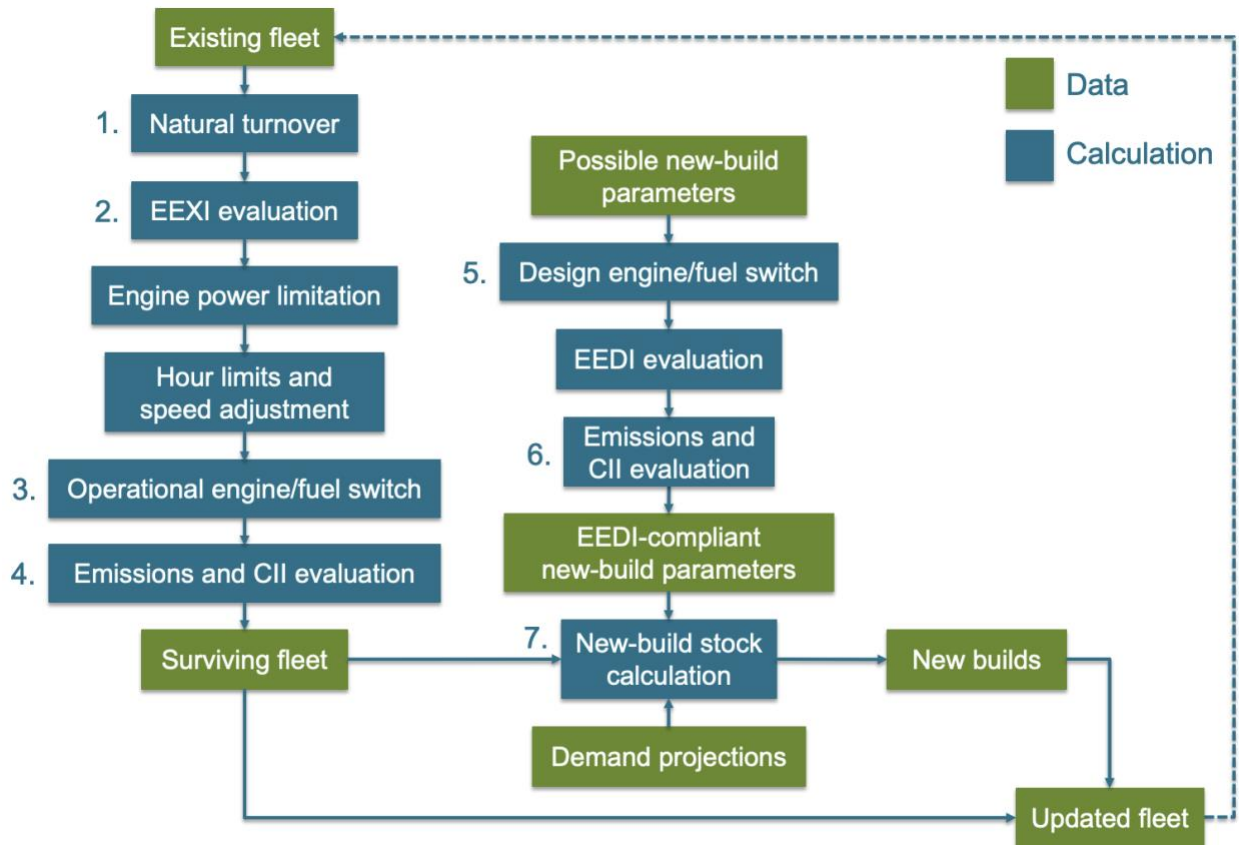 Existing fleet
1.
Natural turnover
2.
EEXI evaluation
Engine power limitation
Hour limits and
speed adjustment
3.
Operational engine/fuel switch
4.
Emissions and CII evaluation
Surviving fleet
Possible new-build
parameters
5.
Design engine/fuel switch
EEDI evaluation
6.
Emissions and
CII evaluation
EEDI-compliant
new-build parameters
7.
New-build stock
calculation
Demand projections
New builds
Updated fleet
Data
Calculation